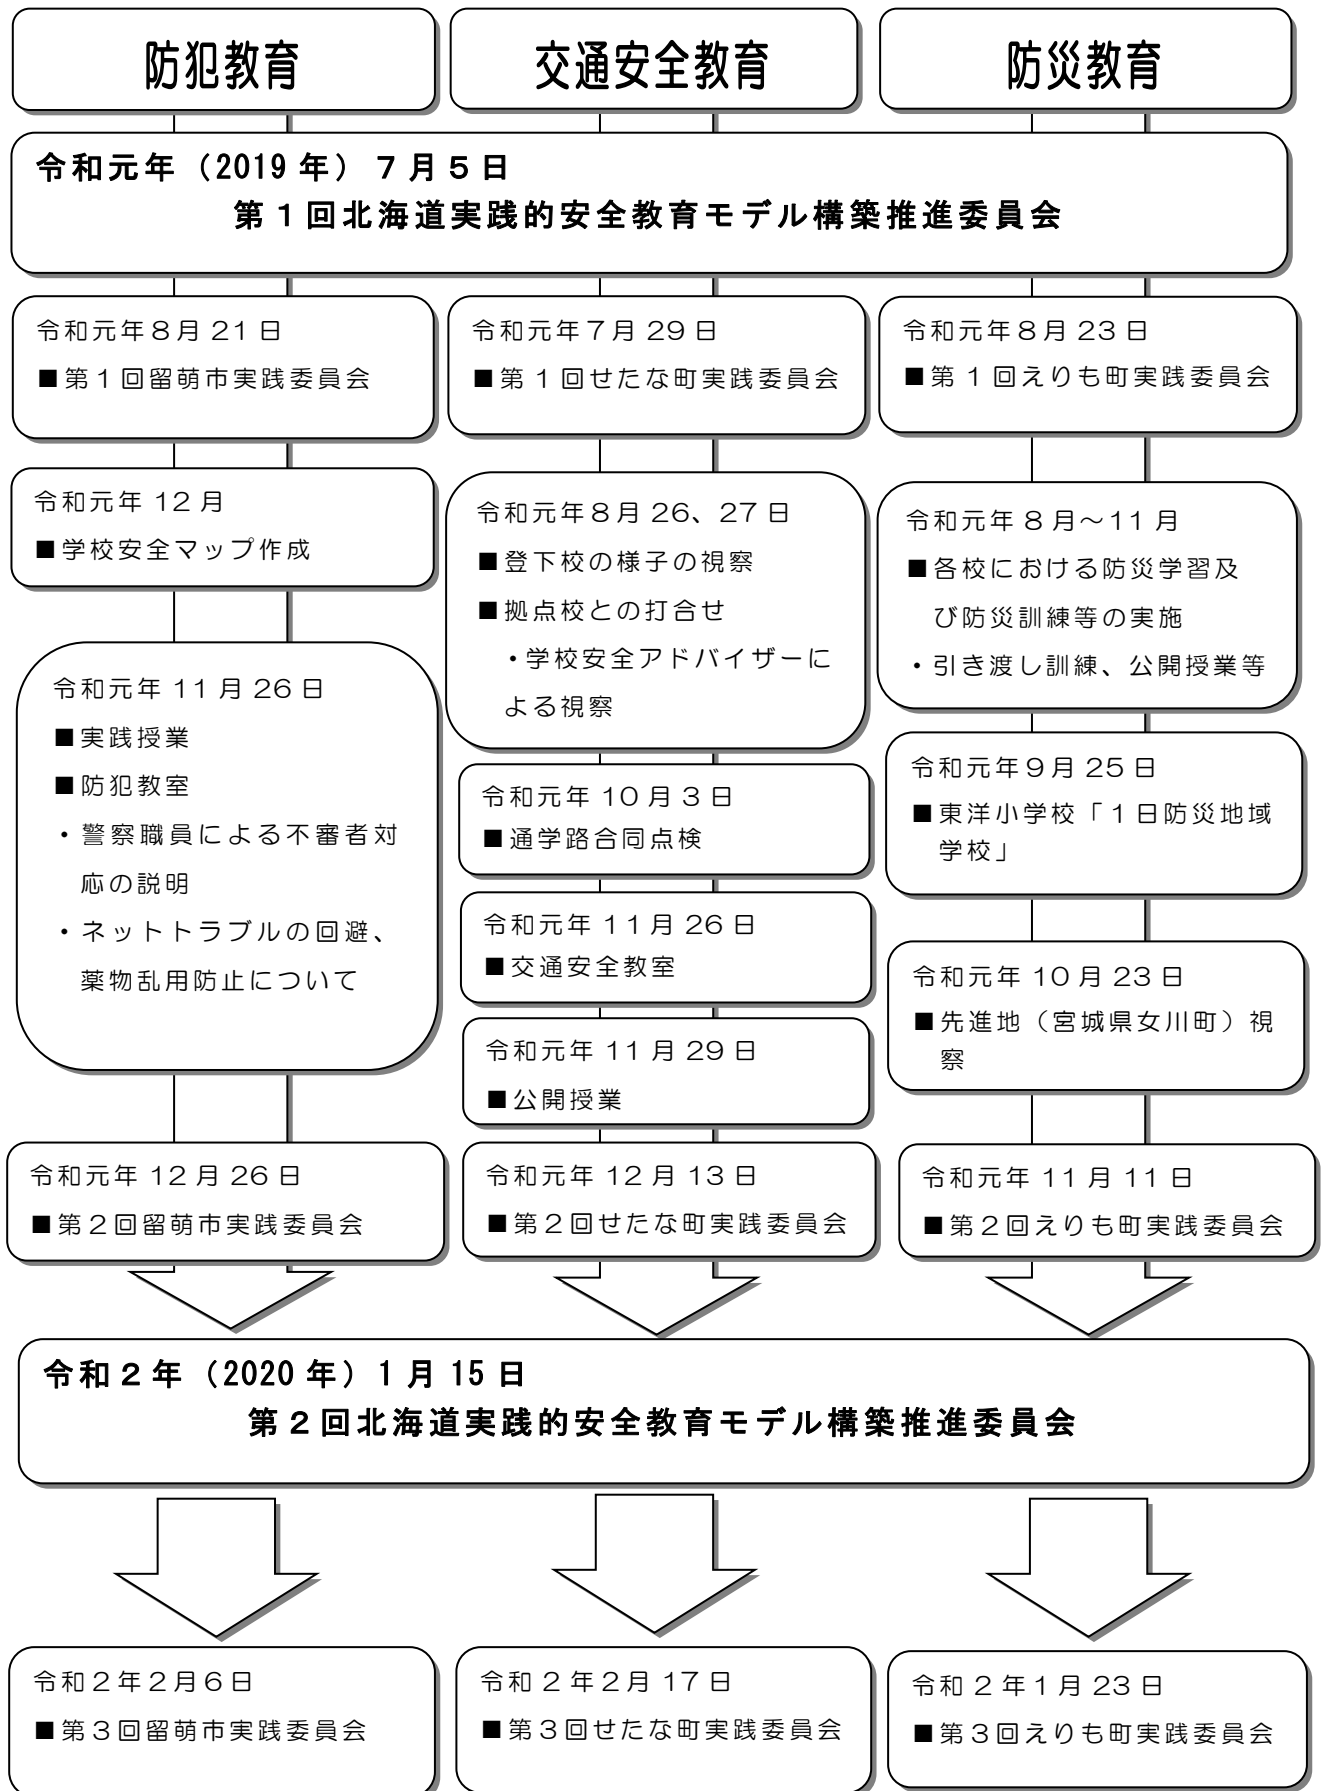 防犯教育
交通安全教育
防災教育
令和元年（2019年）７月５日
第１回北海道実践的安全教育モデル構築推進委員会
令和元年８月21日
■第１回留萌市実践委員会
令和元年７月29日
■第１回せたな町実践委員会
令和元年８月23日
■第１回えりも町実践委員会
令和元年12月
■学校安全マップ作成
令和元年11月26日
■実践授業
■防犯教室
・警察職員による不審者対
応の説明
・ネットトラブルの回避、
薬物乱用防止について
令和元年８月26、27日
■登下校の様子の視察
■拠点校との打合せ
・学校安全アドバイザーに
よる視察
令和元年10月３日
■通学路合同点検
令和元年11月26日
■交通安全教室
令和元年11月29日
■公開授業
令和元年８月～11月
■各校における防災学習及
び防災訓練等の実施
・引き渡し訓練、公開授業等
令和元年９月25日
■東洋小学校「１日防災地域
学校」
令和元年10月23日
■先進地（宮城県女川町）視
察
令和元年12月26日
■第２回留萌市実践委員会
令和元年12月13日
■第２回せたな町実践委員会
令和元年11月11日
■第２回えりも町実践委員会
令和２年（2020年）1月15日
第２回北海道実践的安全教育モデル構築推進委員会
令和２年２月６日
■第３回留萌市実践委員会
令和２年２月17日
■第３回せたな町実践委員会
令和２年１月23日
■第３回えりも町実践委員会